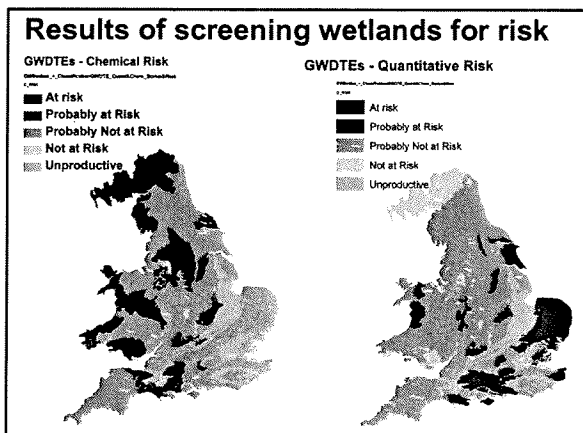 Results of screening wetlands for risk
GWDTEs - Chemical Risk
At risk
Probably at Risk
Probably Not at Risk
Not at Risk
Unproductive
GWDTEs - Quantitative Risk
At risk
Probably at Risk
Probably Not at Risk
Not at Risk
Unproductive